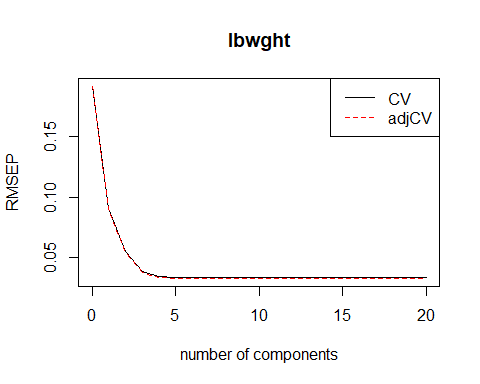 lbwght
CV
adjCV
RMSEP
0.15
0.10
0.05
0 5 10 15 20
number of components